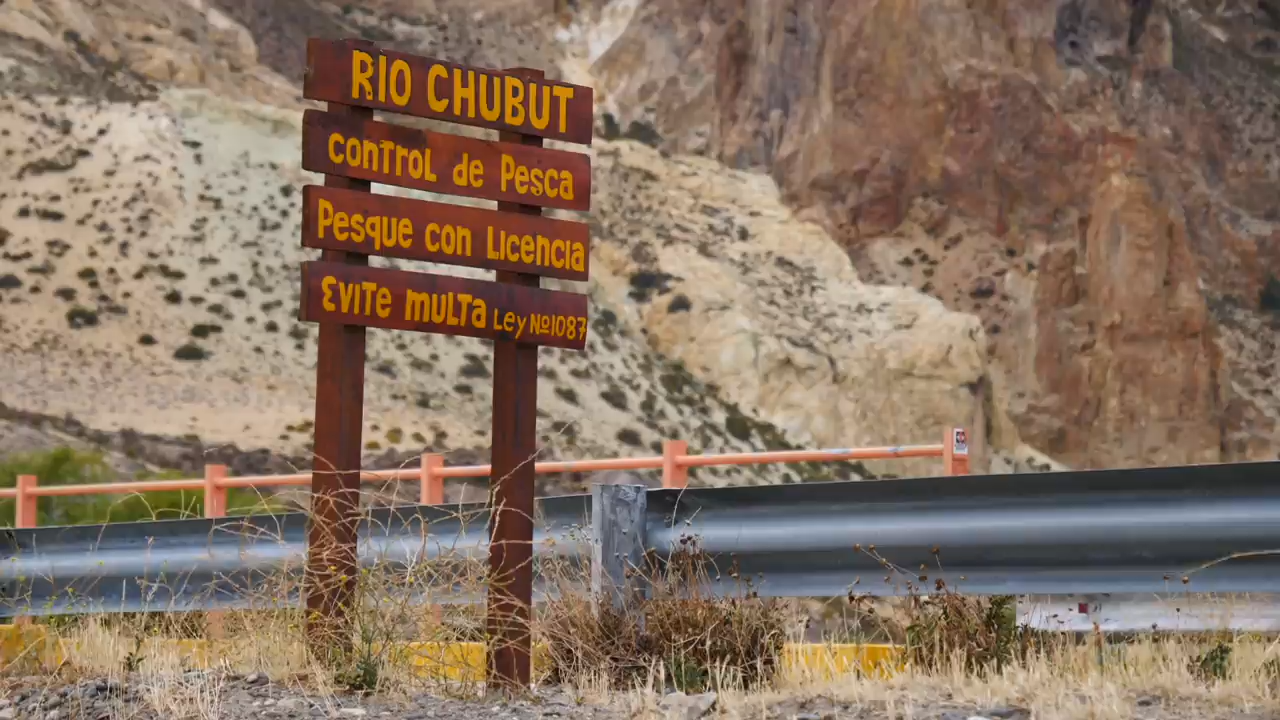 RIO CHUBUT
CONTROL de Pesca
Pesque con Licencia
EVITE MULTA Ley Nº1087